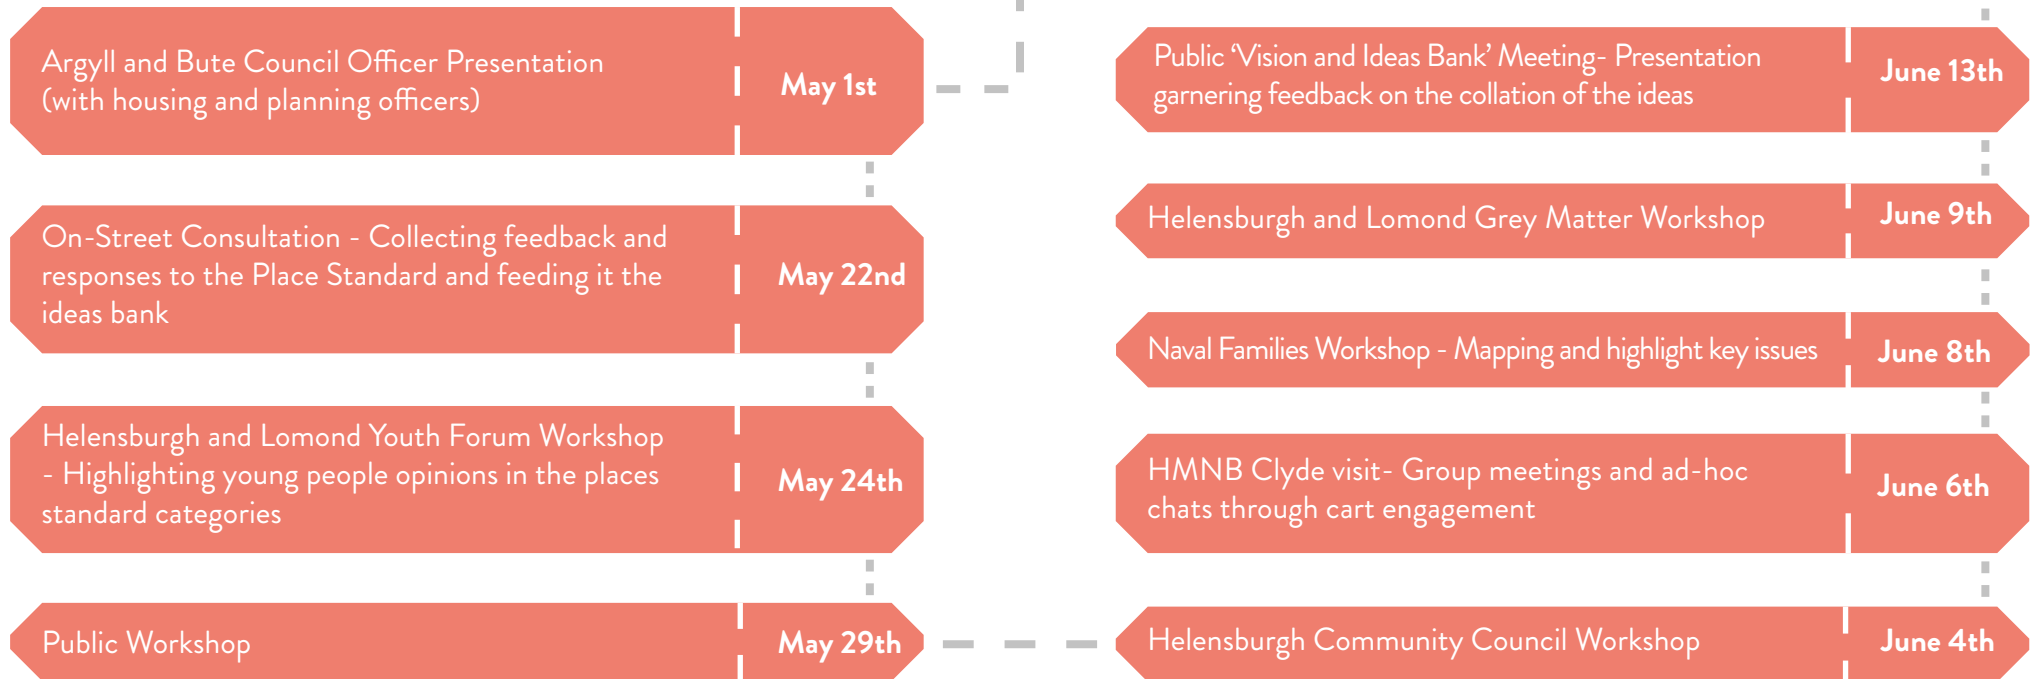 Argyll and Bute Council Officer Presentation
(with housing and planning officers)
May 1st
On-Street Consultation - Collecting feedback and
responses to the Place Standard and feeding it the
ideas bank
May 22nd
Helensburgh and Lomond Youth Forum Workshop
- Highlighting young people opinions in the places
standard categories
May 24th
Public Workshop
May 29th
Public ‘Vision and Ideas Bank’ Meeting- Presentation
garnering feedback on the collation of the ideas
June 13th
Helensburgh and Lomond Grey Matter Workshop
June 9th
Naval Families Workshop - Mapping and highlight key issues
June 8th
HMNB Clyde visit- Group meetings and ad-hoc
chats through cart engagement
June 6th
Helensburgh Community Council Workshop
June 4th